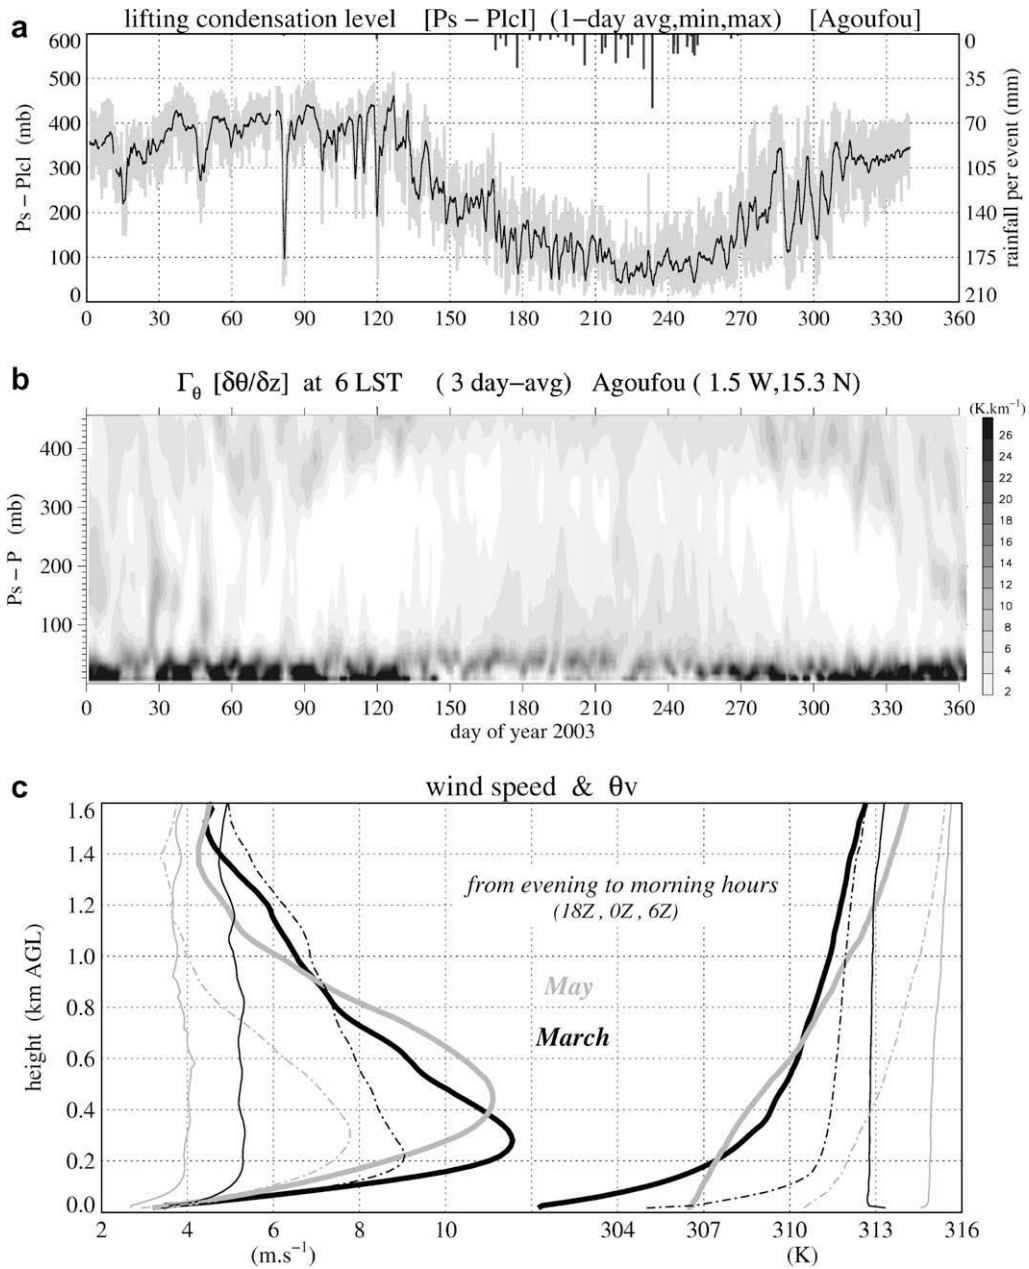 a
lifting condensation level [Ps – Plcl] (1–day avg,min,max) [Agoufou]
600
500
400
300
200
100
0
Ps – Plcl (mb)
0
35
70
105
140
175
210
rainfall per event (mm)
0 30 60 90 120 150 180 210 240 270 300 330 360
b
Γθ [δθ/δz] at 6 LST ( 3 day–avg) Agoufou ( 1.5 W,15.3 N)
(K.km⁻¹)
400
300
200
100
Ps – P (mb)
26
24
22
20
18
16
14
12
10
8
6
4
2
0 30 60 90 120 150 180 210 240 270 300 330 360
day of year 2003
c
wind speed & θv
1.6
1.4
1.2
1.0
0.8
0.6
0.4
0.2
0.0
height (km AGL)
from evening to morning hours
(18Z , 0Z , 6Z)
May
March
2 4 6 8 10 304 307 310 313 316
(m.s⁻¹) (K)